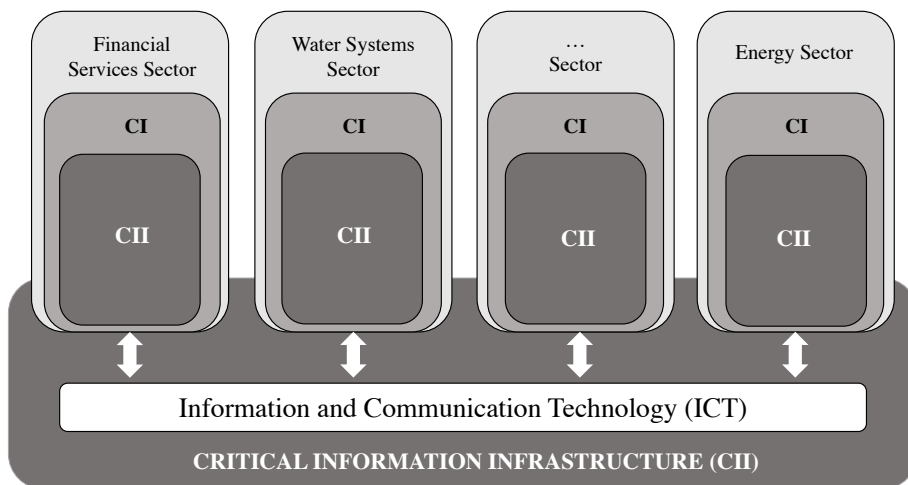 Financial
Services Sector
Water Systems
Sector
…
Sector
Energy Sector
CI
CI
CI
CI
CII
CII
CII
CII
Information and Communication Technology (ICT)
CRITICAL INFORMATION INFRASTRUCTURE (CII)